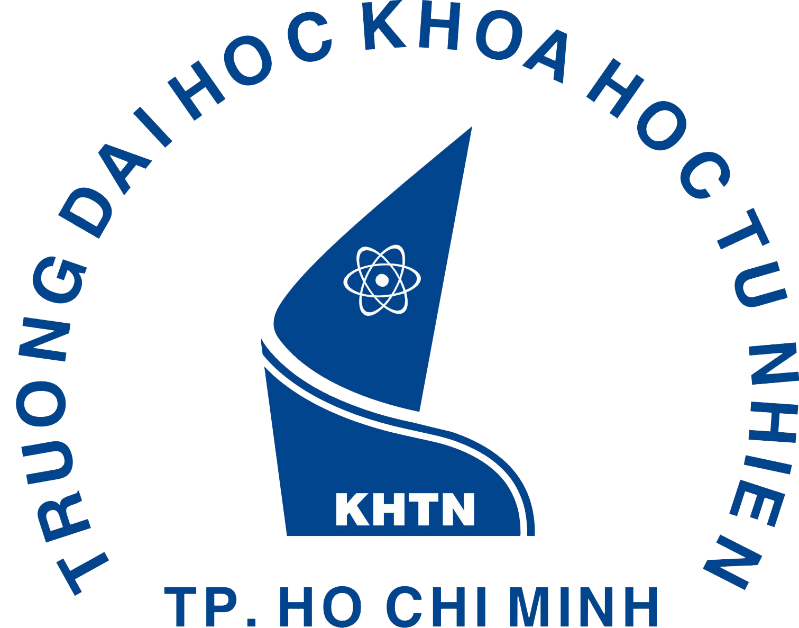 TRUONG DAI HOC KHOA HOC TU NHIEN
KHTN
TP. HO CHI MINH